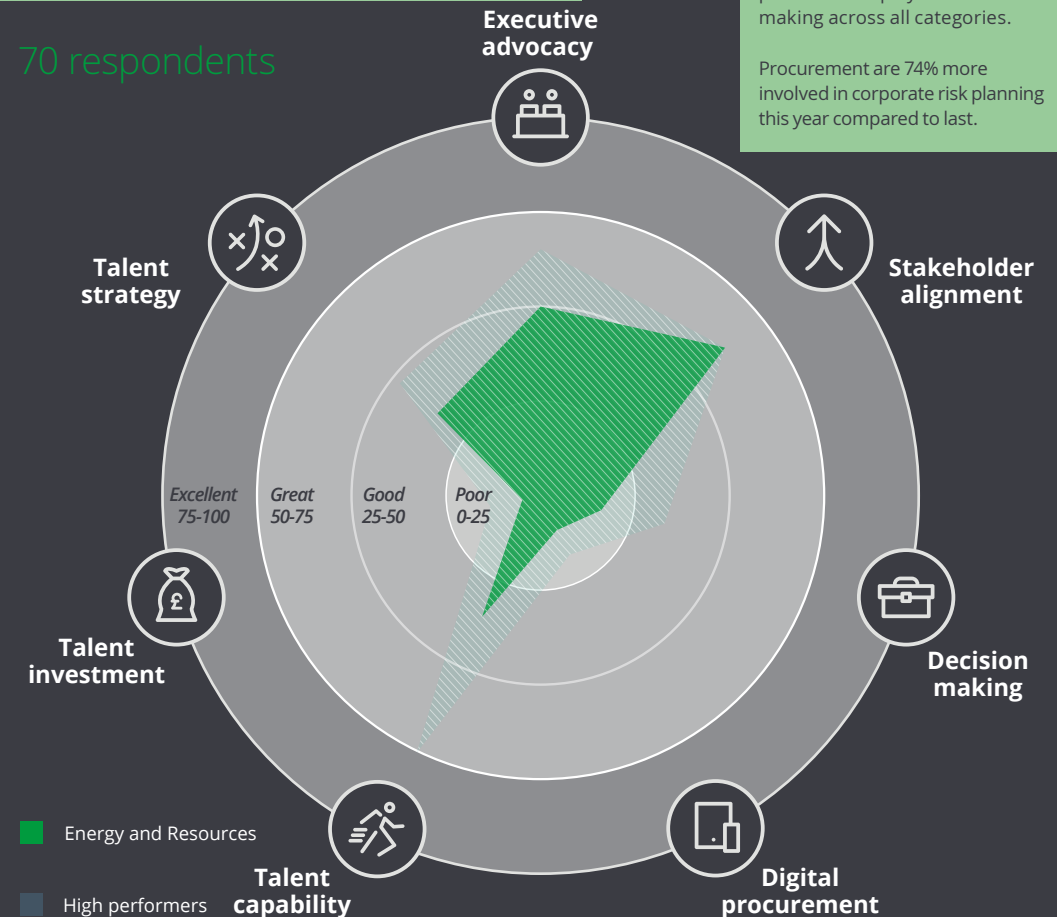 making across all categories.
Procurement are 74% more
involved in corporate risk planning
this year compared to last.
70 respondents
Executive
advocacy
Talent
strategy
Stakeholder
alignment
Excellent
75-100
Great
50-75
Good
25-50
Poor
0-25
£
Talent
investment
Decision
making
Energy and Resources
High performers
Talent
capability
Digital
procurement